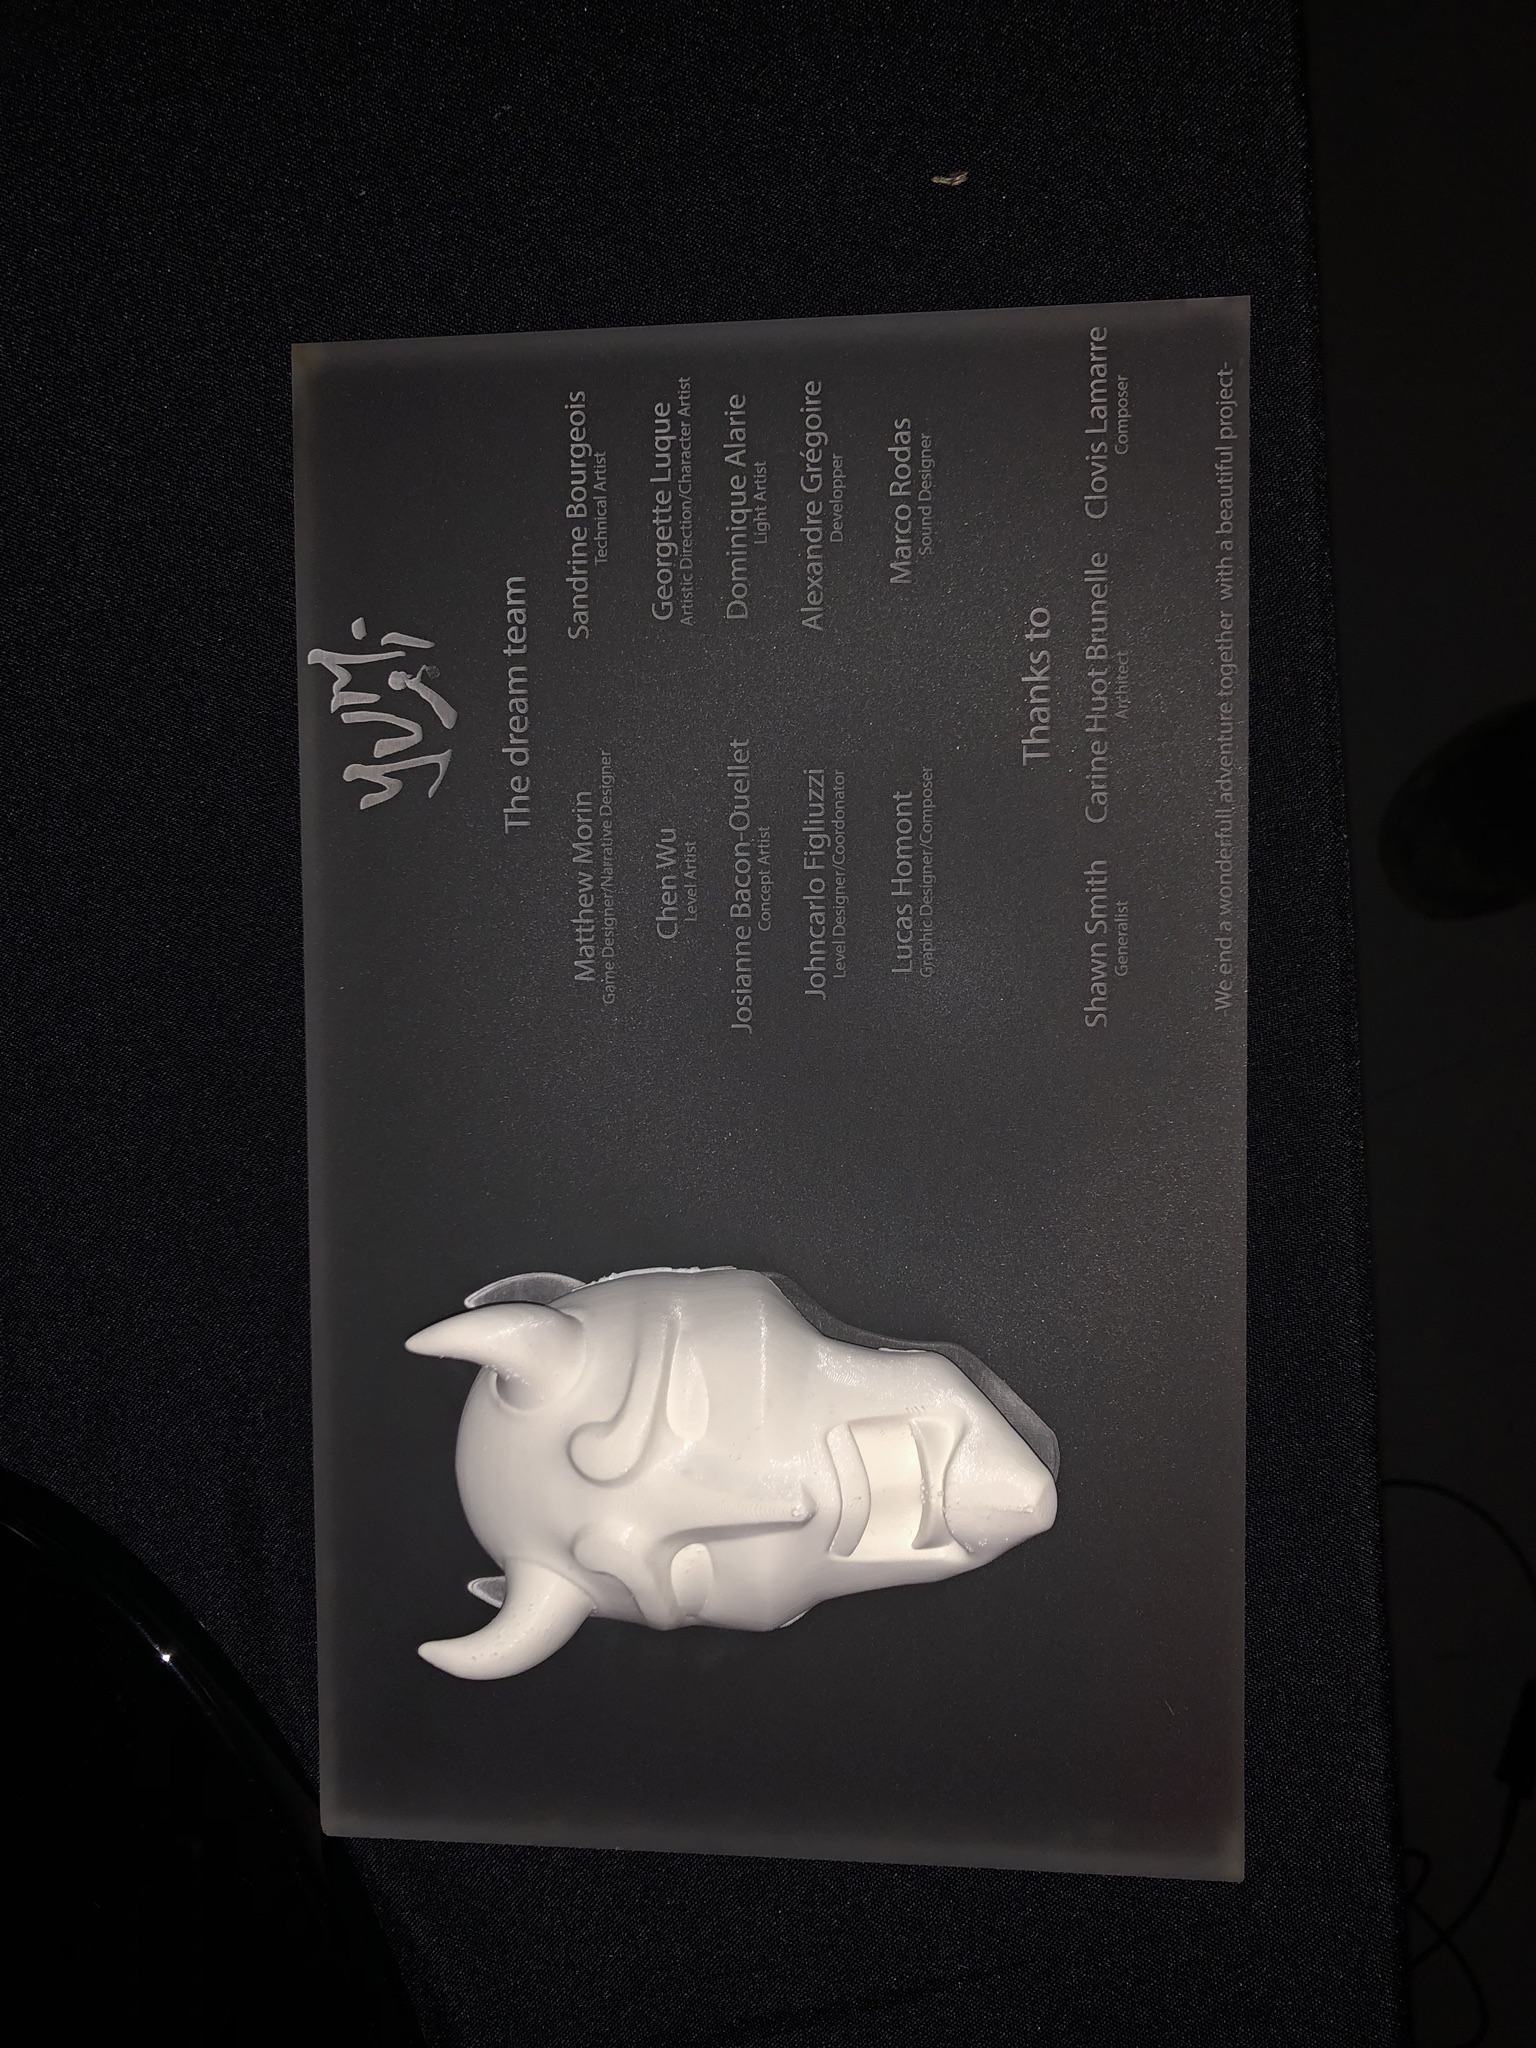 YUMi
The dream team
Matthew Morin
Game Designer/Narrative Designer
Sandrine Bourgeois
Technical Artist
Chen Wu
Level Artist
Georgette Luque
Artistic Direction/Character Artist
Josianne Bacon-Ouellet
Concept Artist
Dominique Alarie
Light Artist
Johncarlo Figliuzzi
Level Designer/Coordonator
Alexandre Grégoire
Developper
Lucas Homont
Graphic Designer/Composer
Marco Rodas
Sound Designer
Thanks to
Shawn Smith
Generalist
Carine Huot Brunelle
Arthitect
Clovis Lamarre
Composer
-We end a wonderfull adventure together with a beautiful project-